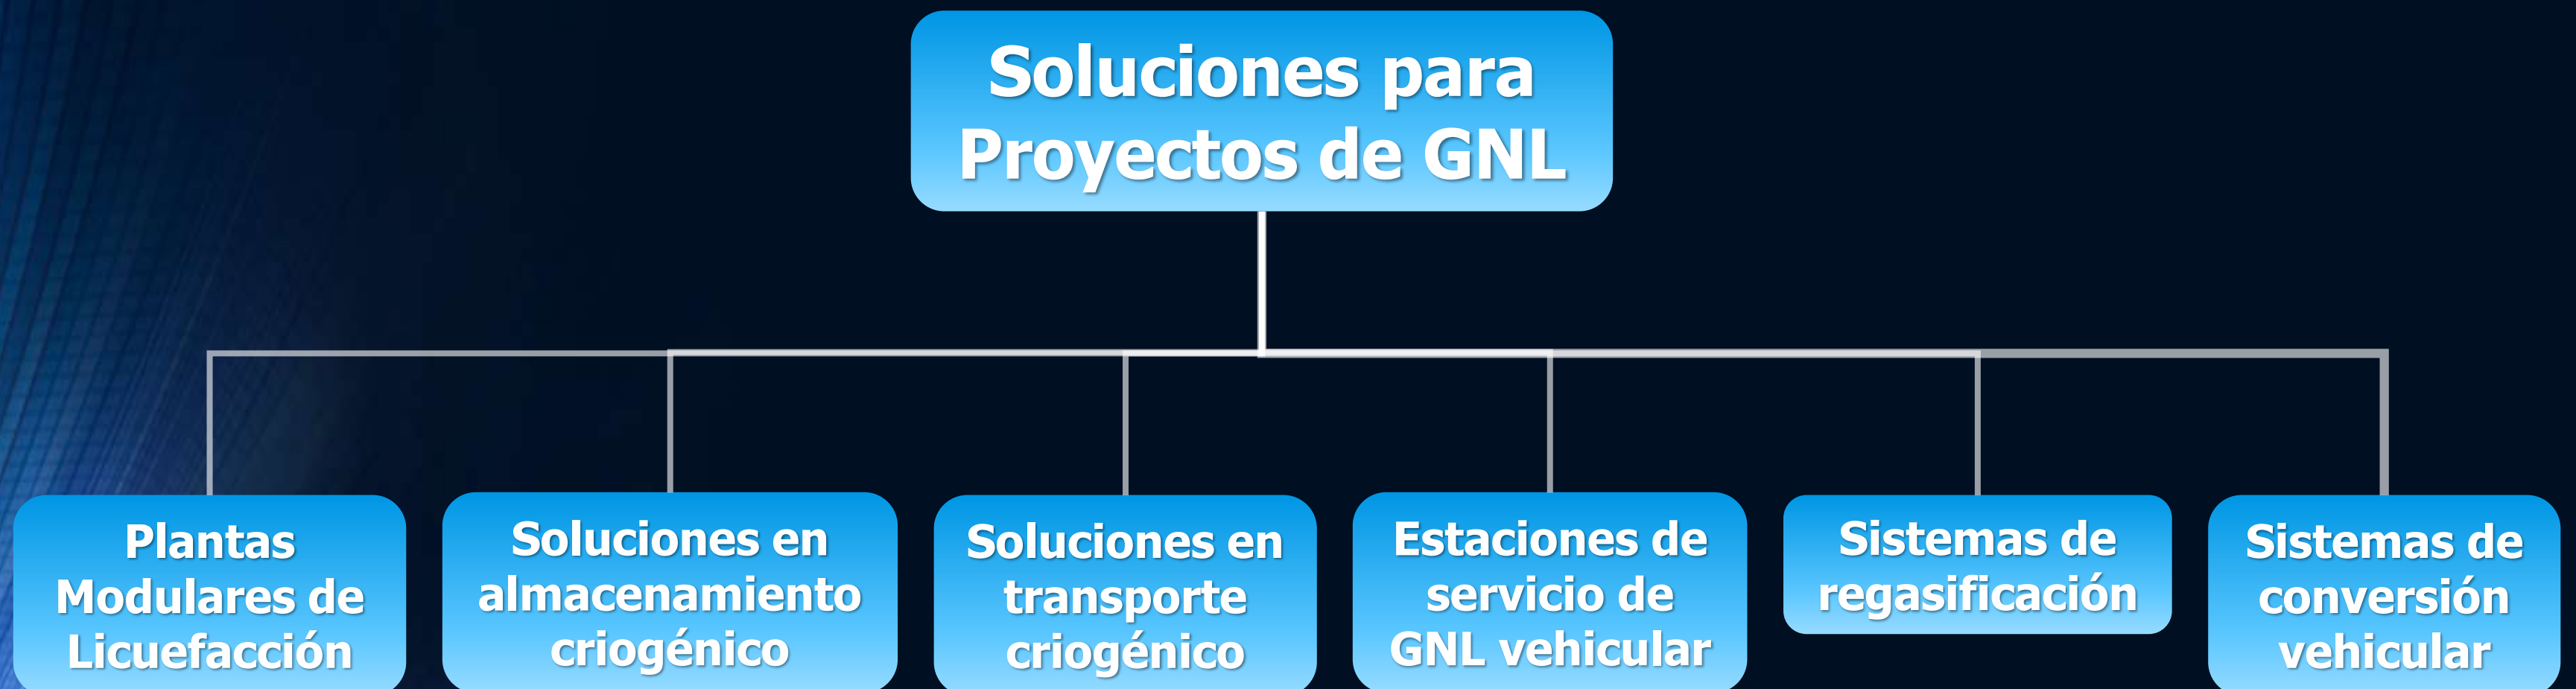 Soluciones para
Proyectos de GNL
Plantas
Modulares de
Licuefacción
Soluciones en
almacenamiento
criogénico
Soluciones en
transporte
criogénico
Estaciones de
servicio de
GNL vehicular
Sistemas de
regasificación
Sistemas de
conversión
vehicular